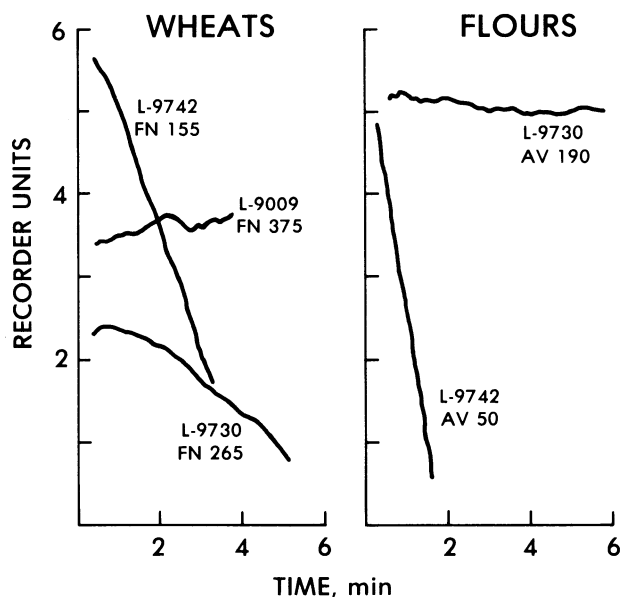 WHEATS
FLOURS
RECORDER UNITS
6
4
2
L-9742
FN 155
L-9009
FN 375
L-9730
FN 265
L-9730
AV 190
L-9742
AV 50
2 4 6
2 4 6
TIME, min